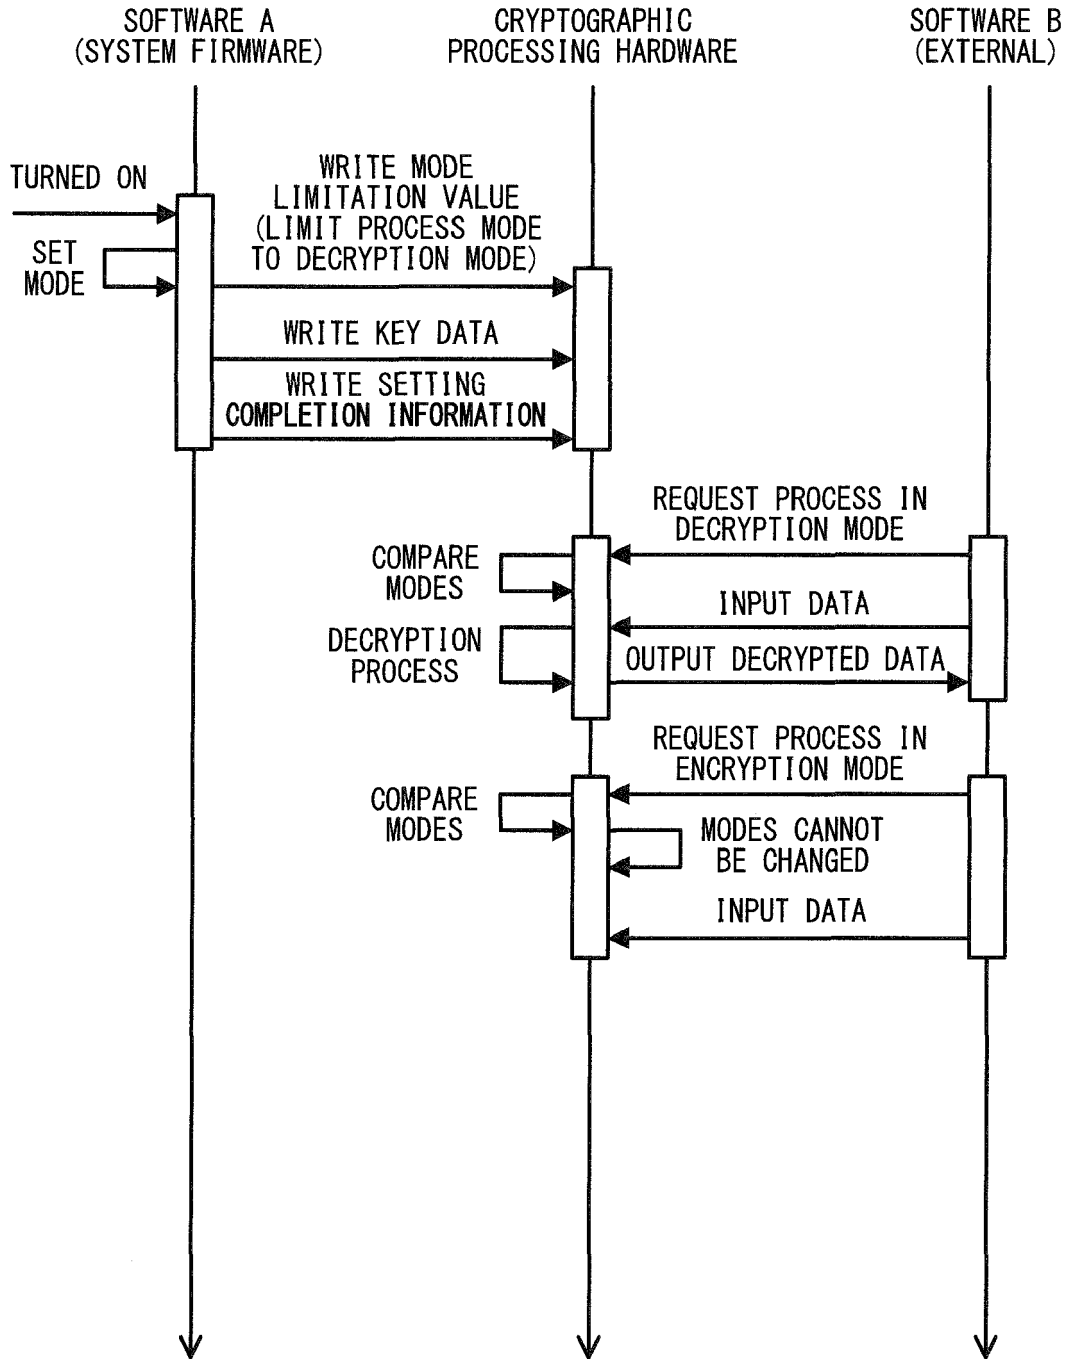 SOFTWARE A
(SYSTEM FIRMWARE)
CRYPTOGRAPHIC
PROCESSING HARDWARE
SOFTWARE B
(EXTERNAL)
TURNED ON
SET
MODE
WRITE MODE
LIMITATION VALUE
(LIMIT PROCESS MODE
TO DECRYPTION MODE)
WRITE KEY DATA
WRITE SETTING
COMPLETION INFORMATION
REQUEST PROCESS IN
DECRYPTION MODE
COMPARE
MODES
INPUT DATA
DECRYPTION
PROCESS
OUTPUT DECRYPTED DATA
REQUEST PROCESS IN
ENCRYPTION MODE
COMPARE
MODES
MODES CANNOT
BE CHANGED
INPUT DATA